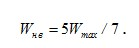 Wнв = 5Wmax / 7 .